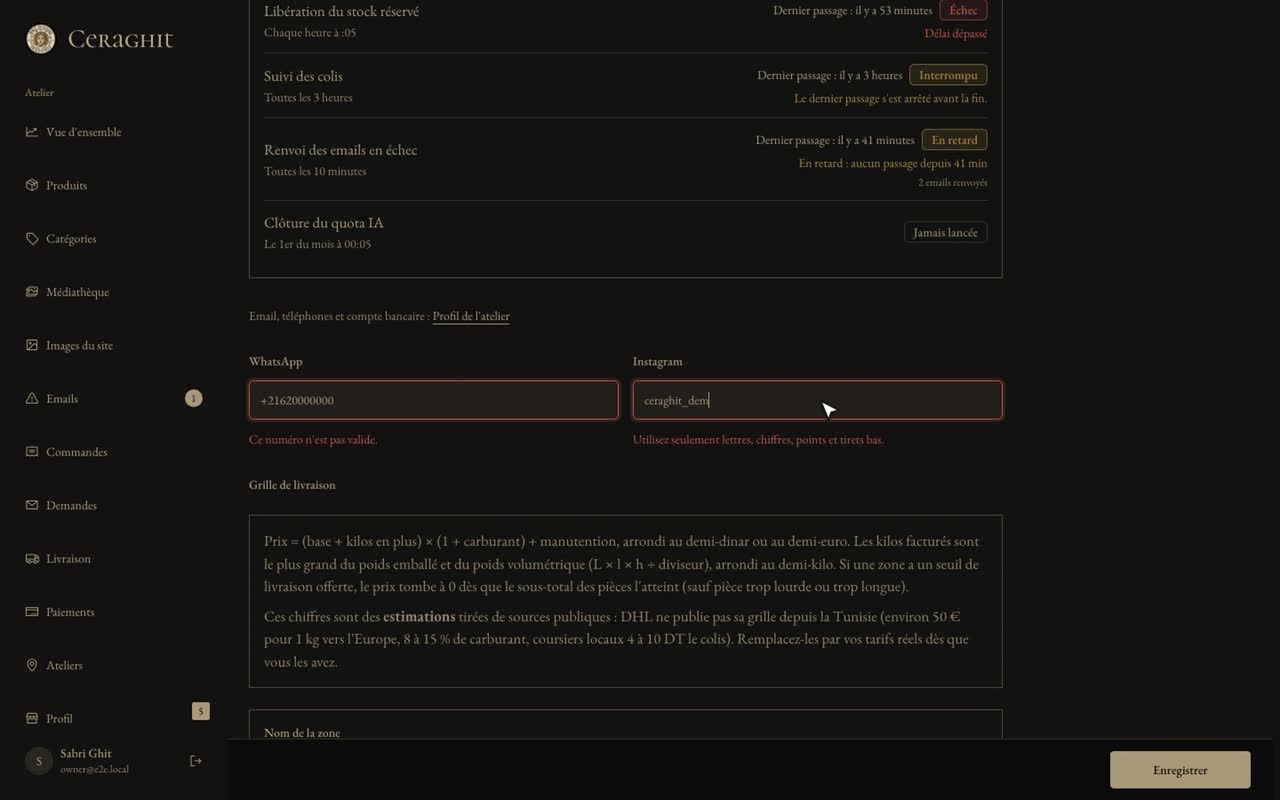 Ceraghit
Atelier
Vue d'ensemble
Produits
Catégories
Médiathèque
Images du site
Emails
1
Commandes
Demandes
Livraison
Paiements
Ateliers
Profil
5
S
Sabri Ghit
owner@e2e.local
Libération du stock réservé
Chaque heure à :05
Dernier passage : il y a 53 minutes
Échec
Délai dépassé
Suivi des colis
Toutes les 3 heures
Dernier passage : il y a 3 heures
Interrompu
Le dernier passage s'est arrêté avant la fin.
Renvoi des emails en échec
Toutes les 10 minutes
Dernier passage : il y a 41 minutes
En retard
En retard : aucun passage depuis 41 min
2 emails renvoyés
Clôture du quota IA
Le 1er du mois à 00:05
Jamais lancée
Email, téléphones et compte bancaire : Profil de l'atelier
WhatsApp
+21620000000
Ce numéro n'est pas valide.
Instagram
ceraghit_dem
Utilisez seulement lettres, chiffres, points et tirets bas.
Grille de livraison
Prix = (base + kilos en plus) × (1 + carburant) + manutention, arrondi au demi-dinar ou au demi-euro. Les kilos facturés sont
le plus grand du poids emballé et du poids volumétrique (L × l × h ÷ diviseur), arrondi au demi-kilo. Si une zone a un seuil de
livraison offerte, le prix tombe à 0 dès que le sous-total des pièces l'atteint (sauf pièce trop lourde ou trop longue).
Ces chiffres sont des estimations tirées de sources publiques : DHL ne publie pas sa grille depuis la Tunisie (environ 50 €
pour 1 kg vers l'Europe, 8 à 15 % de carburant, coursiers locaux 4 à 10 DT le colis). Remplacez-les par vos tarifs réels dès que
vous les avez.
Nom de la zone
Enregistrer